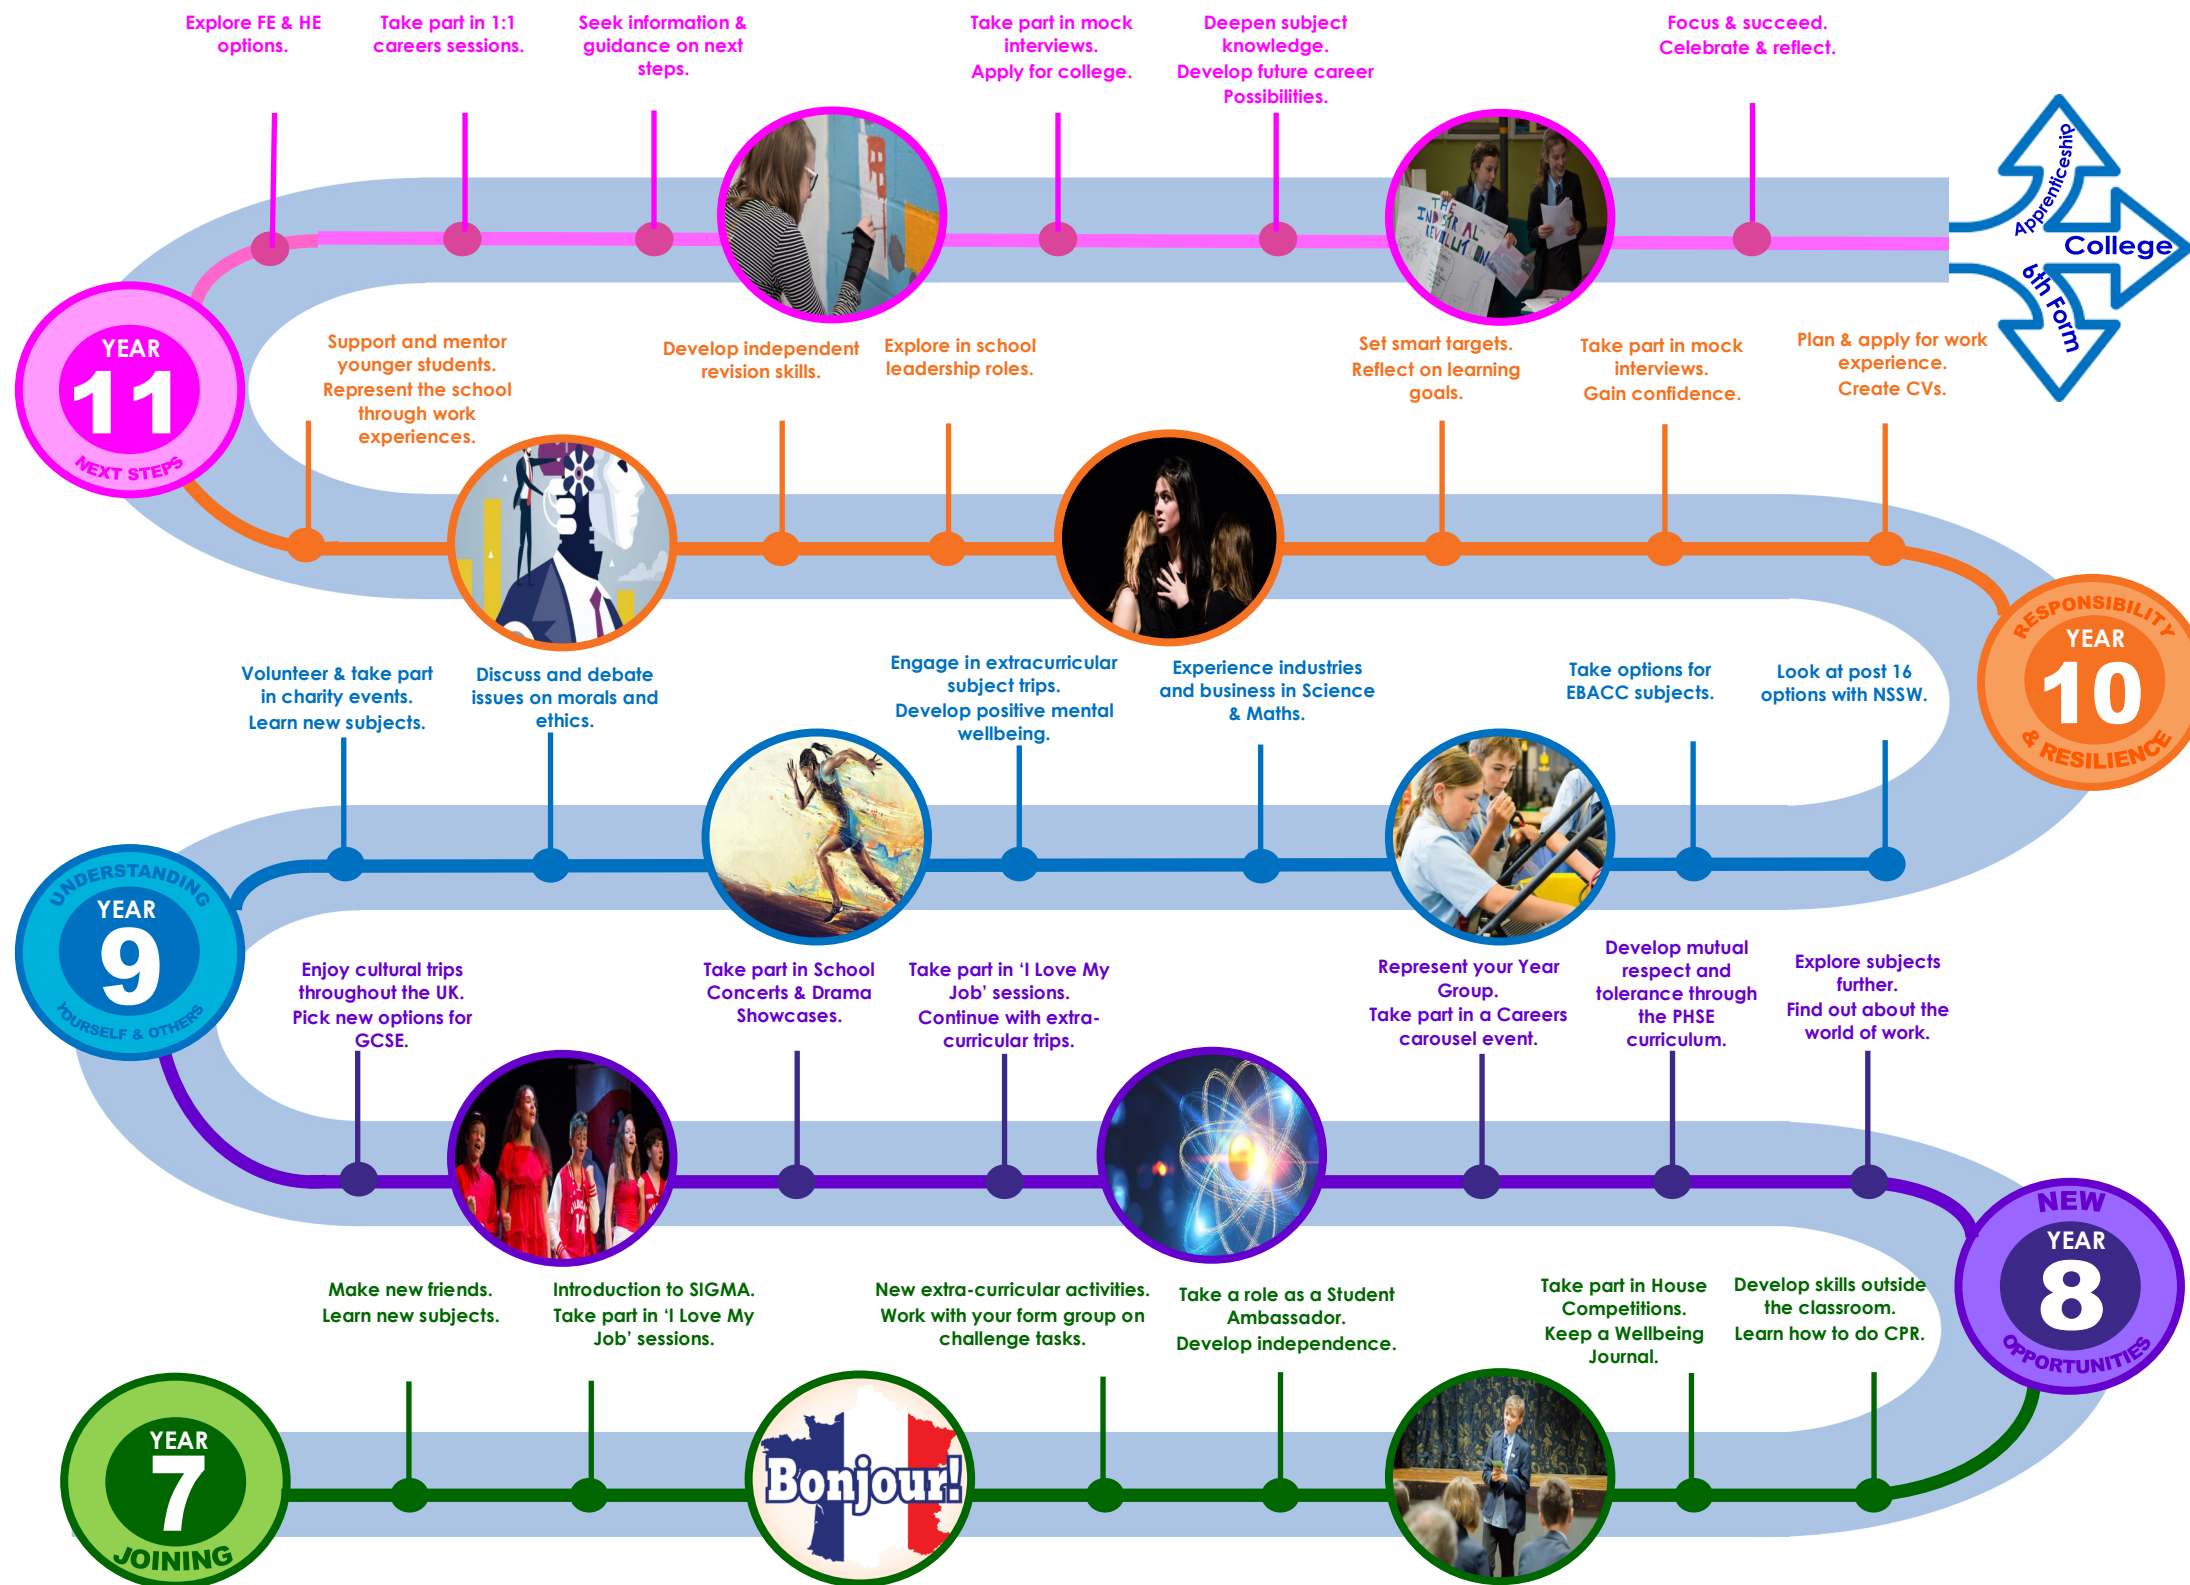 Explore FE & HE
options.
Take part in 1:1
careers sessions.
Seek information &
guidance on next
steps.
Take part in mock
interviews.
Apply for college.
Deepen subject
knowledge.
Develop future career
Possibilities.
Focus & succeed.
Celebrate & reflect.
THE
INDUSTRIAL
REVOLUTION
Apprenticeship
College
6th Form
YEAR
11
NEXT STEPS
Support and mentor
younger students.
Represent the school
through work
experiences.
Develop independent
revision skills.
Explore in school
leadership roles.
Set smart targets.
Reflect on learning
goals.
Take part in mock
interviews.
Gain confidence.
Plan & apply for work
experience.
Create CVs.
RESPONSIBILITY
YEAR
10
& RESILIENCE
Volunteer & take part
in charity events.
Learn new subjects.
Discuss and debate
issues on morals and
ethics.
Engage in extracurricular
subject trips.
Develop positive mental
wellbeing.
Experience industries
and business in Science
& Maths.
Take options for
EBACC subjects.
Look at post 16
options with NSSW.
UNDERSTANDING
YEAR
9
YOURSELF & OTHERS
Enjoy cultural trips
throughout the UK.
Pick new options for
GCSE.
Take part in School
Concerts & Drama
Showcases.
Take part in ‘I Love My
Job’ sessions.
Continue with extra-
curricular trips.
Represent your Year
Group.
Take part in a Careers
carousel event.
Develop mutual
respect and
tolerance through
the PHSE
curriculum.
Explore subjects
further.
Find out about the
world of work.
14
NEW
YEAR
8
OPPORTUNITIES
Make new friends.
Learn new subjects.
Introduction to SIGMA.
Take part in ‘I Love My
Job’ sessions.
New extra-curricular activities.
Work with your form group on
challenge tasks.
Take a role as a Student
Ambassador.
Develop independence.
Take part in House
Competitions.
Keep a Wellbeing
Journal.
Develop skills outside
the classroom.
Learn how to do CPR.
YEAR
7
JOINING
Bonjour!